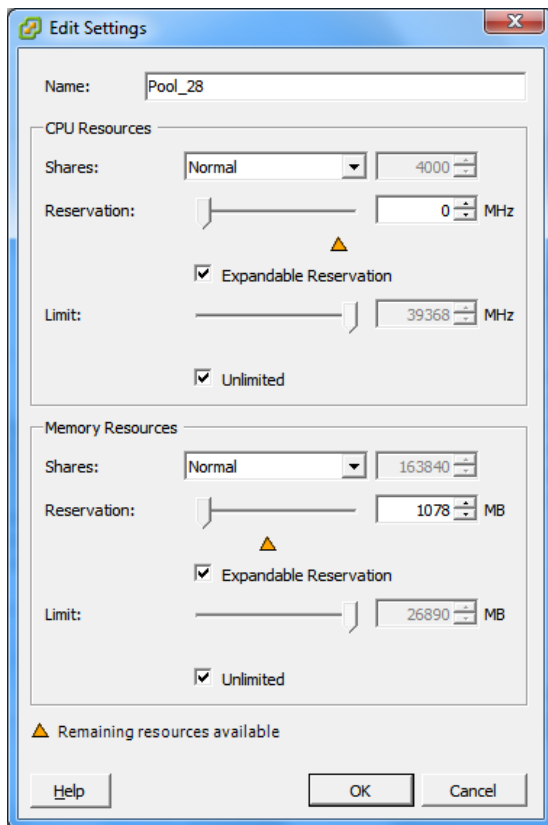 Edit Settings
Name: Pool_28
CPU Resources
Shares: Normal 4000
Reservation: 0 MHz
Expandable Reservation
Limit: 39368 MHz
Unlimited
Memory Resources
Shares: Normal 163840
Reservation: 1078 MB
Expandable Reservation
Limit: 26890 MB
Unlimited
Remaining resources available
Help OK Cancel